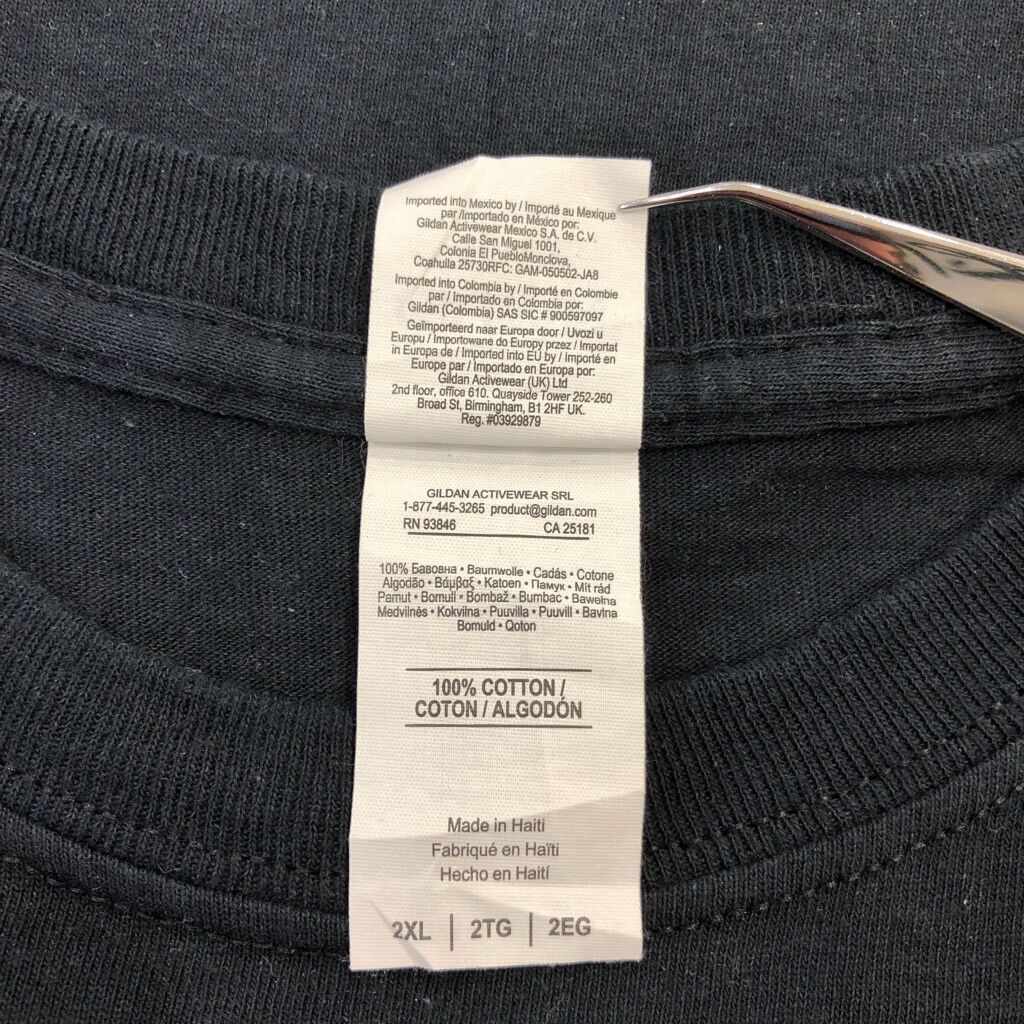 Imported into Mexico by / Importé au Mexique
par /Importado en México por:
Gildan Activewear Mexico S.A. de C.V.
Calle San Miguel 1001,
Colonia El PuebloMonclova,
Coahuila 25730RFC: GAM-050502-JA8
Imported into Colombia by / Importé en Colombie
par / Importado en Colombia por:
Gildan (Colombia) SAS SIC # 900597097
Geïmporteerd naar Europa door / Uvozi u
Europu / Importowane do Europy przez / Importat
in Europa de / Imported into EU by / Importé en
Europe par / Importado en Europa por:
Gildan Activewear (UK) Ltd
2nd floor, office 610. Quayside Tower 252-260
Broad St, Birmingham, B1 2HF UK.
Reg. #03929879
GILDAN ACTIVEWEAR SRL
1-877-445-3265 product@gildan.com
RN 93846 CA 25181
100% Бавовна • Baumwolle • Cadás • Cotone
Algodão • Βάμβαξ • Katoen • Памук • Mit rád
Pamut • Bomull • Bombaž • Bumbac • Bawełna
Medvilnės • Kokvilna • Puuvilla • Puuvill • Bavlna
Bomuld • Qoton
100% COTTON /
COTON / ALGODÓN
Made in Haiti
Fabriqué en Haïti
Hecho en Haití
2XL | 2TG | 2EG